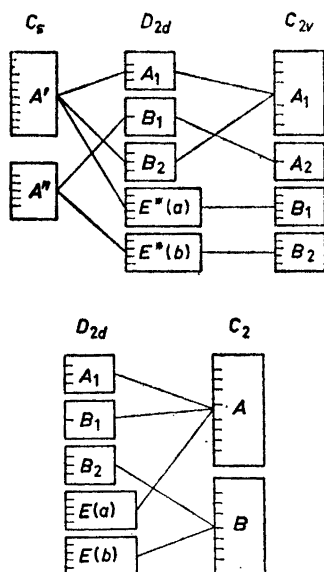 Cs D2d C2v
A' A1 A1
B1
A" B2 A2
E*(a) B1
E*(b) B2
D2d C2
A1 A
B1
B2
E(a) B
E(b)